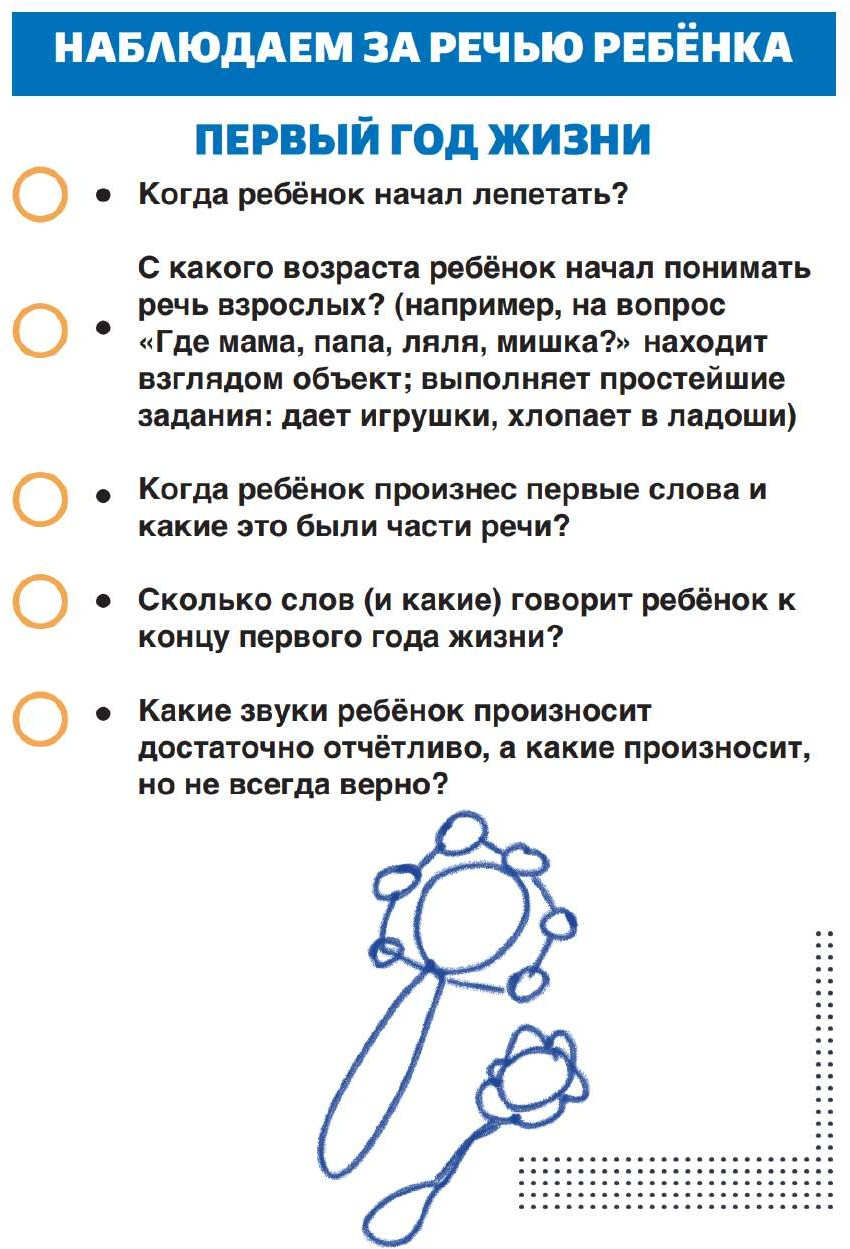 НАБЛЮДАЕМ ЗА РЕЧЬЮ РЕБЁНКА
ПЕРВЫЙ ГОД ЖИЗНИ
• Когда ребёнок начал лепетать?
С какого возраста ребёнок начал понимать
• речь взрослых? (например, на вопрос
«Где мама, папа, ляля, мишка?» находит
взглядом объект; выполняет простейшие
задания: дает игрушки, хлопает в ладоши)
• Когда ребёнок произнес первые слова и
какие это были части речи?
• Сколько слов (и какие) говорит ребёнок к
концу первого года жизни?
• Какие звуки ребёнок произносит
достаточно отчётливо, а какие произносит,
но не всегда верно?